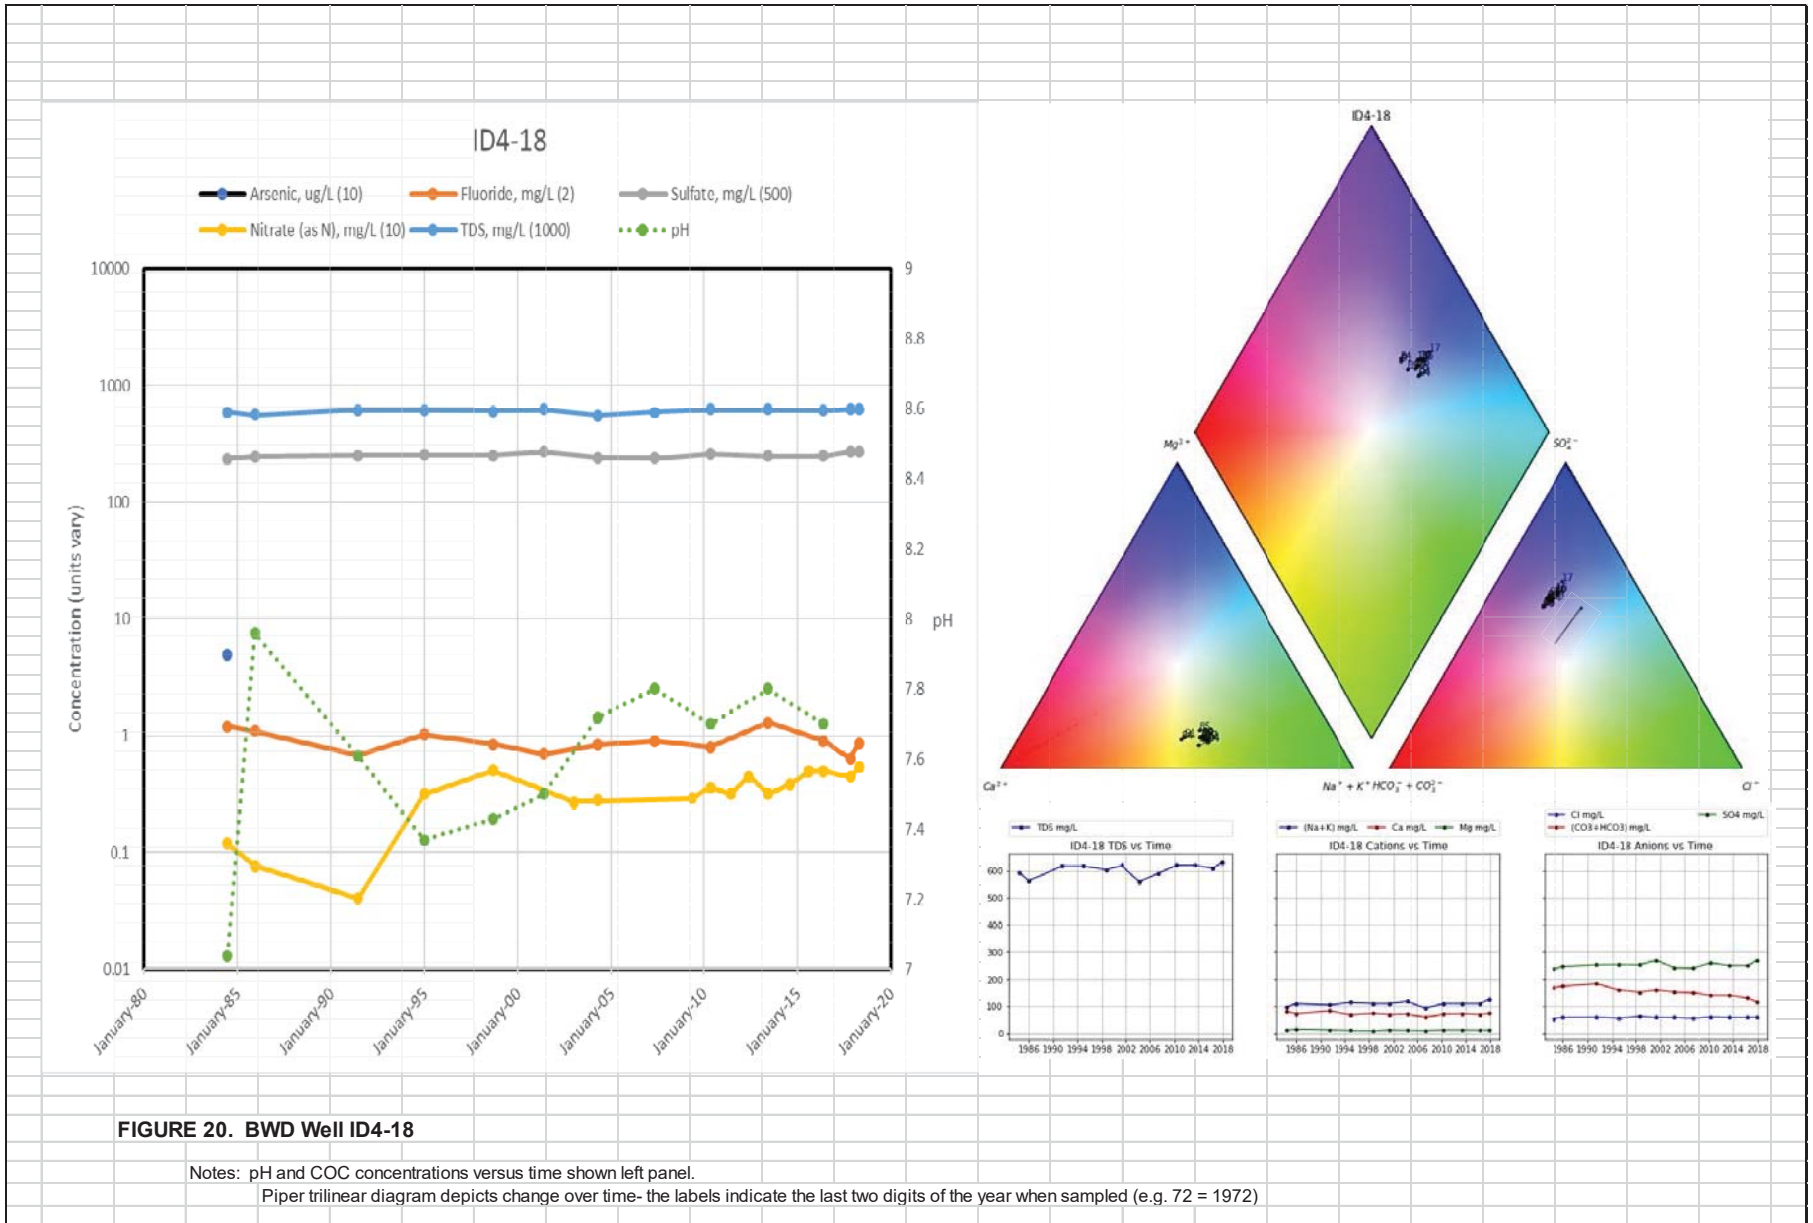 ID4-18
Arsenic, ug/L (10)
Fluoride, mg/L (2)
Sulfate, mg/L (500)
Nitrate (as N), mg/L (10)
TDS, mg/L (1000)
pH
10000
1000
100
10
1
0.1
0.01
Concentration (units vary)
9
8.8
8.6
8.4
8.2
8
7.8
7.6
7.4
7.2
7
pH
January-80
January-85
January-90
January-95
January-00
January-05
January-10
January-15
January-20
ID4-18
17
Mg²⁺
SO₄²⁻
17
85
Ca²⁺
Na⁺ + K⁺
HCO₃⁻ + CO₃²⁻
Cl⁻
TDS mg/L
ID4-18 TDS vs Time
600
500
400
300
200
100
0
1986 1990 1994 1998 2002 2006 2010 2014 2018
(Na+K) mg/L
Ca mg/L
Mg mg/L
ID4-18 Cations vs Time
1986 1990 1994 1998 2002 2006 2010 2014 2018
Cl mg/L
SO4 mg/L
(CO3+HCO3) mg/L
ID4-18 Anions vs Time
1986 1990 1994 1998 2002 2006 2010 2014 2018
FIGURE 20. BWD Well ID4-18
Notes: pH and COC concentrations versus time shown left panel.
Piper trilinear diagram depicts change over time- the labels indicate the last two digits of the year when sampled (e.g. 72 = 1972)